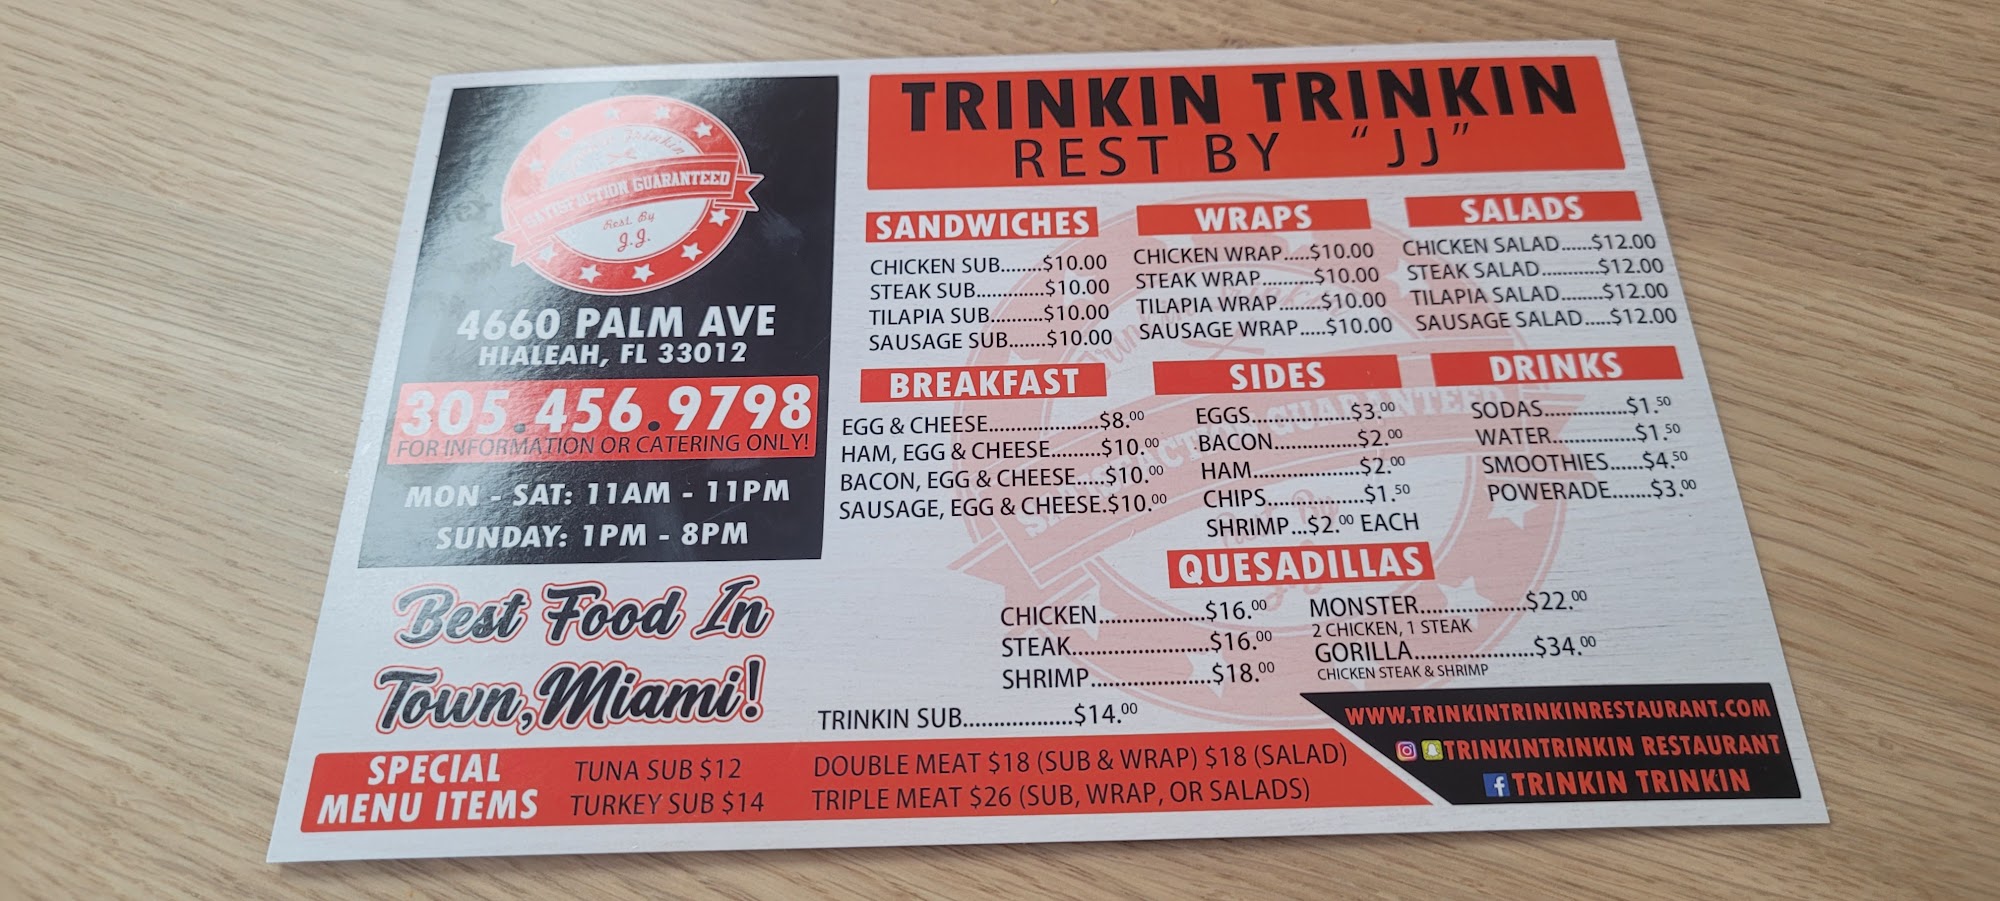 Trinkin
SATISFACTION GUARANTEED
Rest. By
J.J.
4660 PALM AVE
HIALEAH, FL 33012
305.456.9798
FOR INFORMATION OR CATERING ONLY!
MON - SAT: 11AM - 11PM
SUNDAY: 1PM - 8PM
Best Food In
Town, Miami!
TRINKIN TRINKIN
REST BY "JJ"
SANDWICHES
CHICKEN SUB........$10.00
STEAK SUB.............$10.00
TILAPIA SUB..........$10.00
SAUSAGE SUB.......$10.00
WRAPS
CHICKEN WRAP.....$10.00
STEAK WRAP..........$10.00
TILAPIA WRAP........$10.00
SAUSAGE WRAP.....$10.00
SALADS
CHICKEN SALAD......$12.00
STEAK SALAD...........$12.00
TILAPIA SALAD........$12.00
SAUSAGE SALAD.....$12.00
BREAKFAST
EGG & CHEESE......................$8.00
HAM, EGG & CHEESE.........$10.00
BACON, EGG & CHEESE.....$10.00
SAUSAGE, EGG & CHEESE.$10.00
SIDES
EGGS....................$3.00
BACON................$2.00
HAM.....................$2.00
CHIPS...................$1.50
SHRIMP...$2.00 EACH
DRINKS
SODAS................$1.50
WATER................$1.50
SMOOTHIES......$4.50
POWERADE.......$3.00
QUESADILLAS
CHICKEN.....................$16.00
STEAK...........................$16.00
SHRIMP.......................$18.00
MONSTER.....................$22.00
2 CHICKEN, 1 STEAK
GORILLA.......................$34.00
CHICKEN STEAK & SHRIMP
TRINKIN SUB.....................$14.00
SPECIAL
MENU ITEMS
TUNA SUB $12
TURKEY SUB $14
DOUBLE MEAT $18 (SUB & WRAP) $18 (SALAD)
TRIPLE MEAT $26 (SUB, WRAP, OR SALADS)
WWW.TRINKINTRINKINRESTAURANT.COM
TRINKINTRINKIN RESTAURANT
TRINKIN TRINKIN